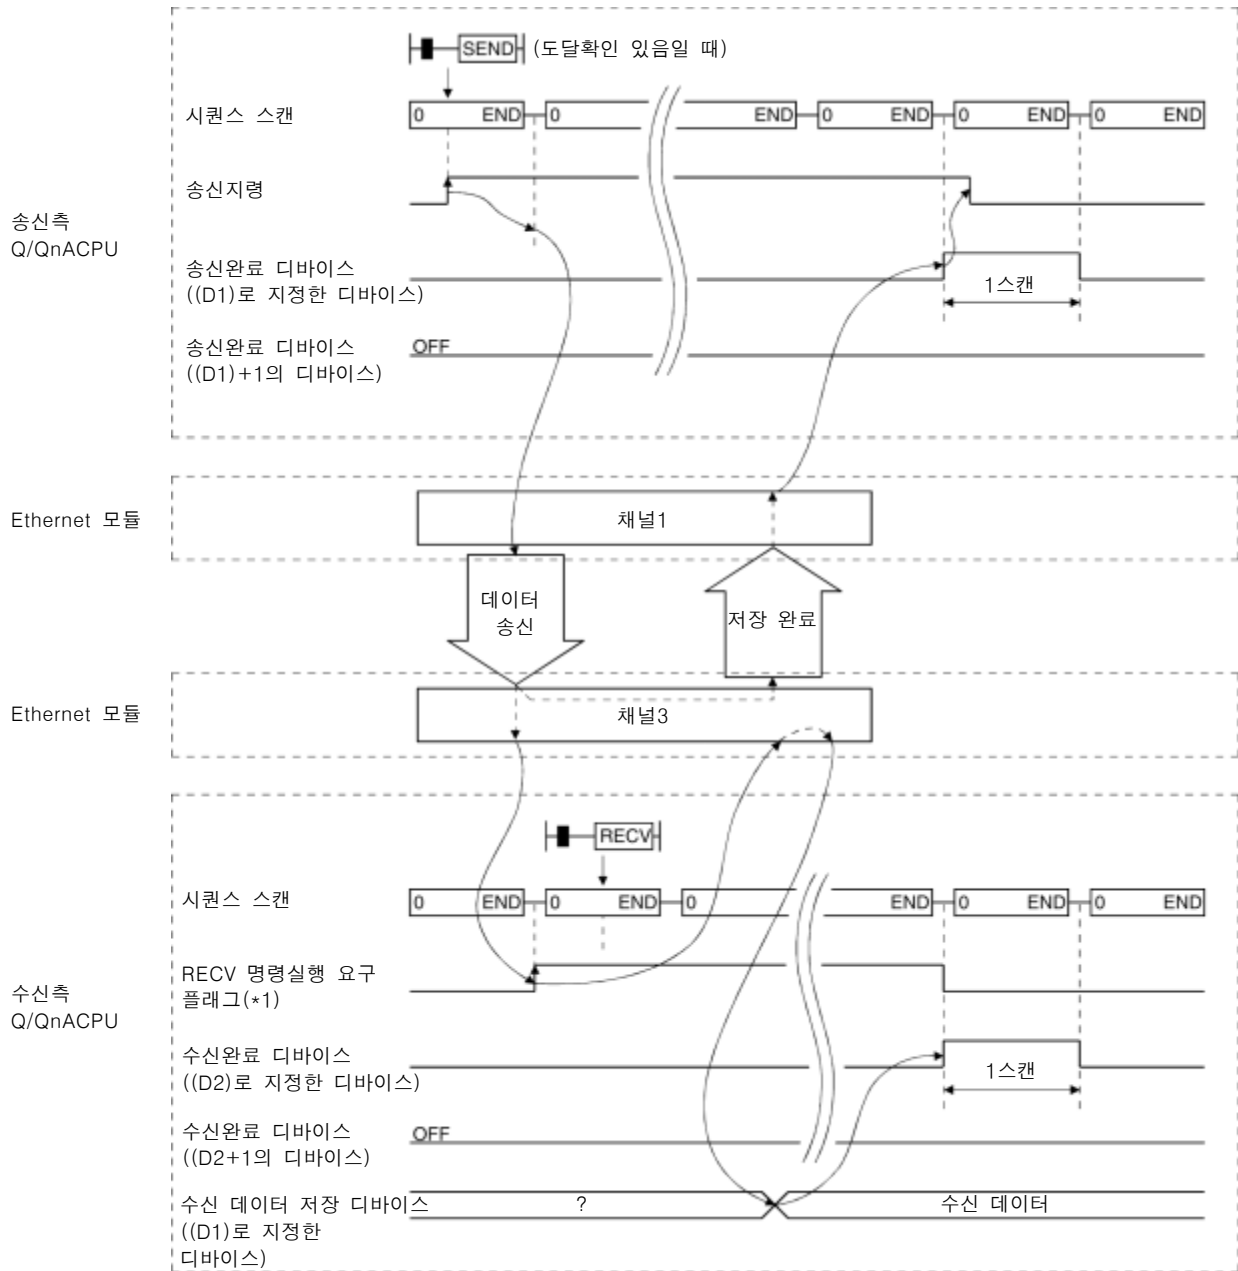 SEND (도달확인 있음일 때)
시퀀스 스캔
0 END 0 END 0 END 0 END 0 END
송신지령
송신측
Q/QnACPU
송신완료 디바이스
((D1)로 지정한 디바이스)
1스캔
송신완료 디바이스
((D1)+1의 디바이스)
OFF
Ethernet 모듈
채널1
데이터
송신
저장 완료
Ethernet 모듈
채널3
RECV
시퀀스 스캔
0 END 0 END 0 END 0 END 0 END
RECV 명령실행 요구
플래그(*1)
수신측
Q/QnACPU
수신완료 디바이스
((D2)로 지정한 디바이스)
1스캔
수신완료 디바이스
((D2+1의 디바이스)
OFF
수신 데이터 저장 디바이스
((D1)로 지정한
디바이스)
?
수신 데이터